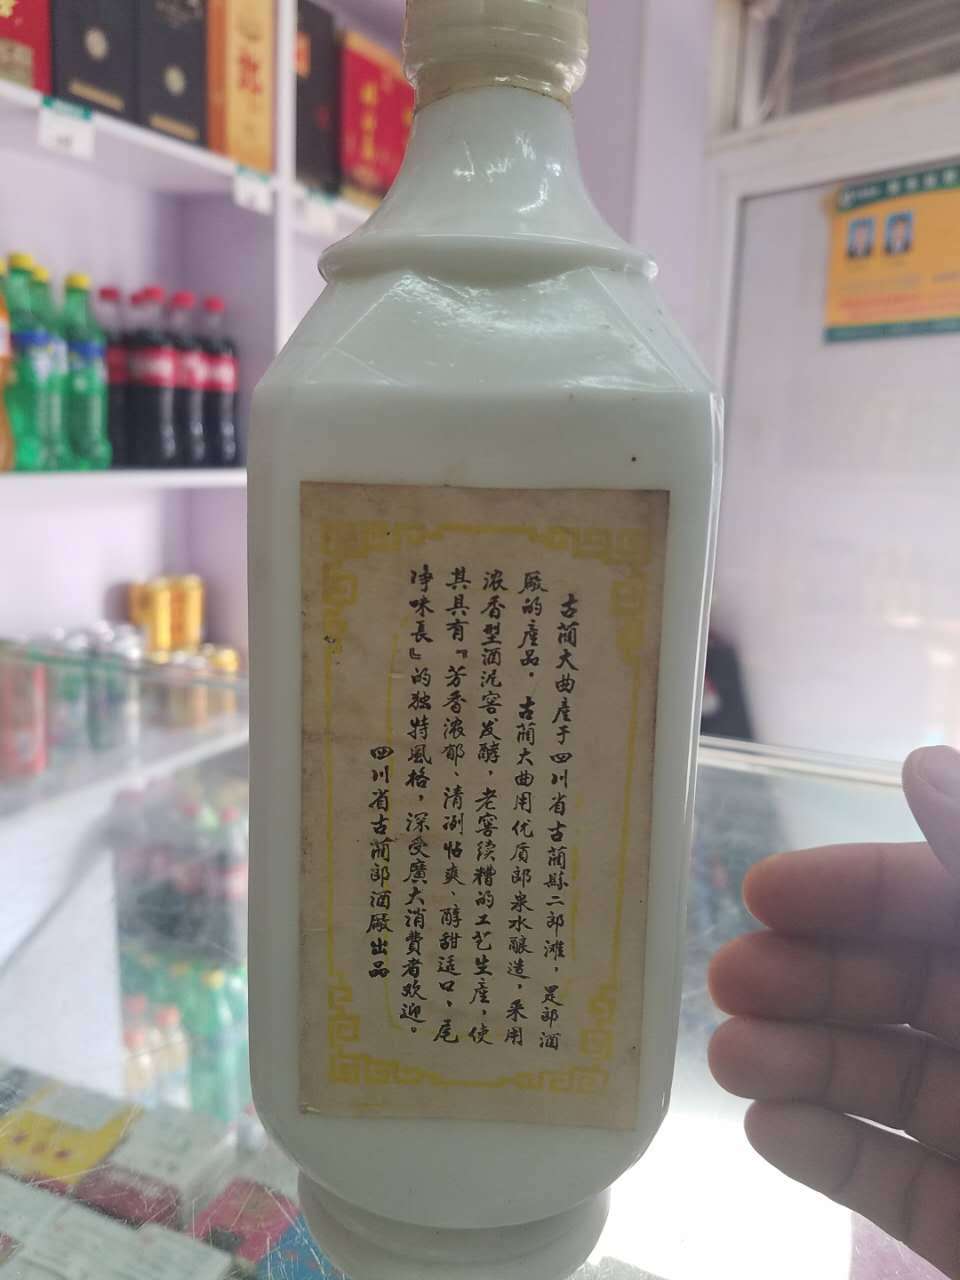 古蔺大曲產于四川省古蔺縣二郎滩，是郎酒
廠的產品。古蔺大曲用优质郎泉水酿造，采用
浓香型酒泥窖发酵，老窖续糟的工艺生產，使
其具有『芳香浓郁、清冽怗爽、醇甜适口、尾
净味長』的独特風格，深受廣大消費者欢迎。
四川省古蔺郎酒廠出品
郎